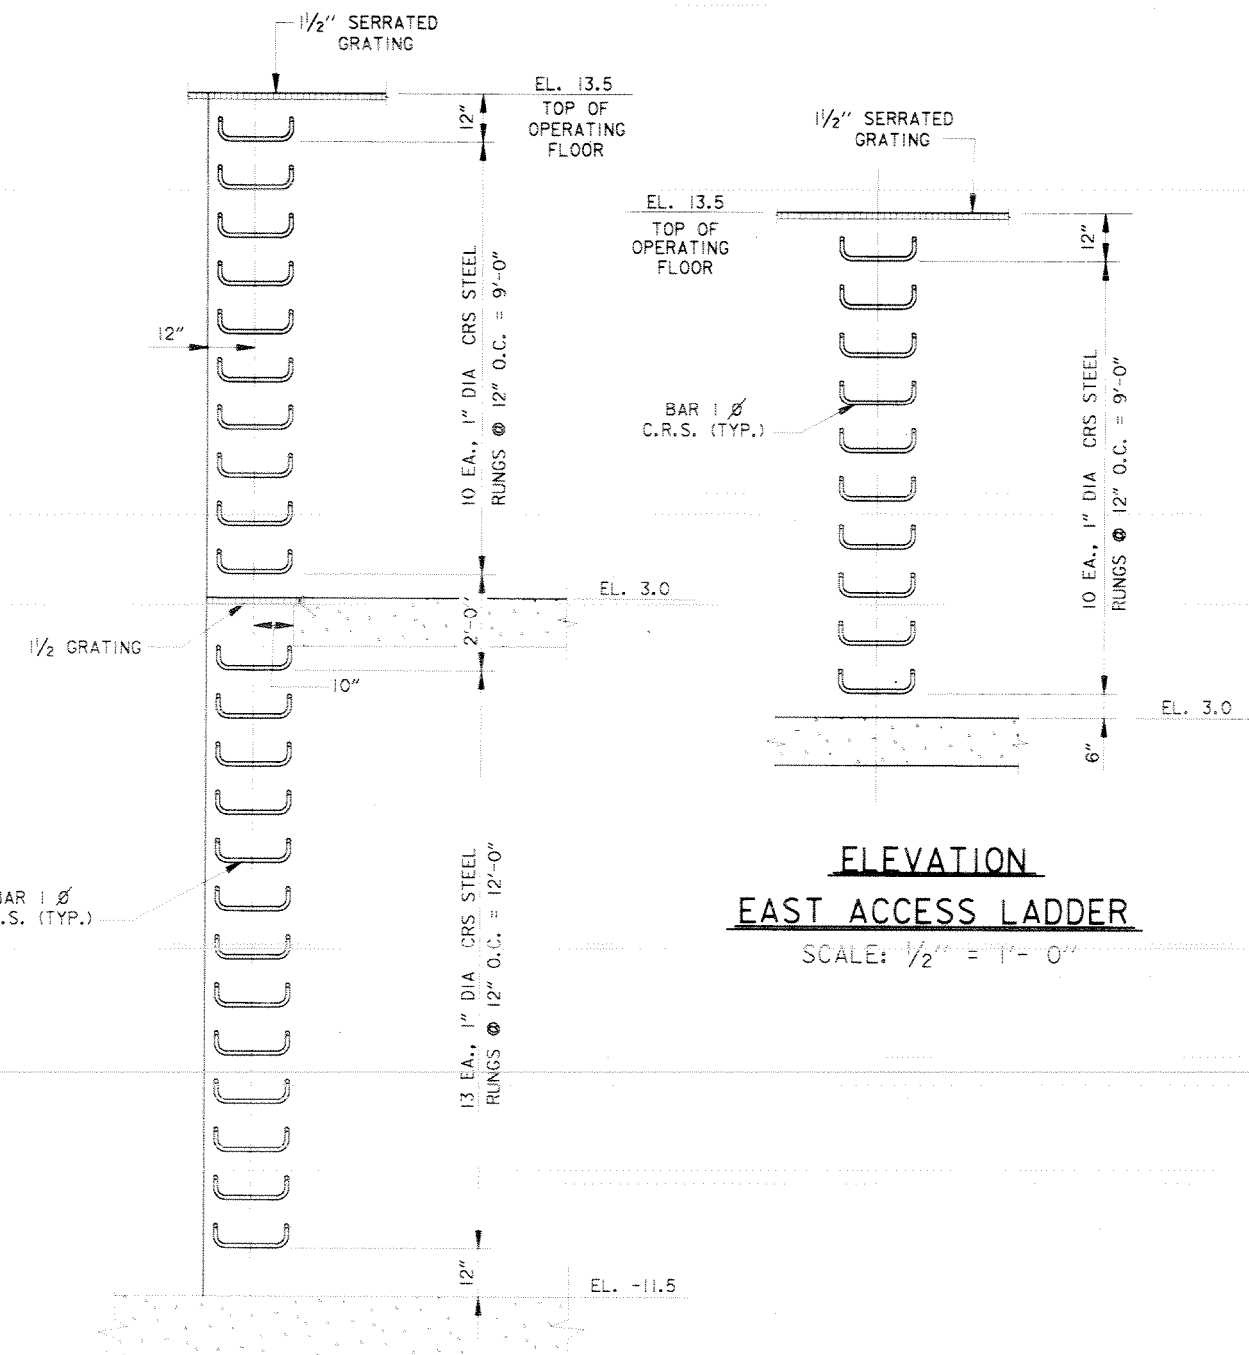 1½" SERRATED
GRATING
EL. 13.5
TOP OF
OPERATING
FLOOR
12"
10 EA., 1" DIA CRS STEEL
RUNGS @ 12" O.C. = 9'-0"
12"
EL. 3.0
1½ GRATING
2'-0"
10"
BAR 1 Ø
.S. (TYP.)
13 EA., 1" DIA CRS STEEL
RUNGS @ 12" O.C. = 12'-0"
12"
EL. -11.5
1½" SERRATED
GRATING
EL. 13.5
TOP OF
OPERATING
FLOOR
12"
BAR 1 Ø
C.R.S. (TYP.)
10 EA., 1" DIA CRS STEEL
RUNGS @ 12" O.C. = 9'-0"
EL. 3.0
6"
ELEVATION
EAST ACCESS LADDER
SCALE: ½" = 1'- 0"